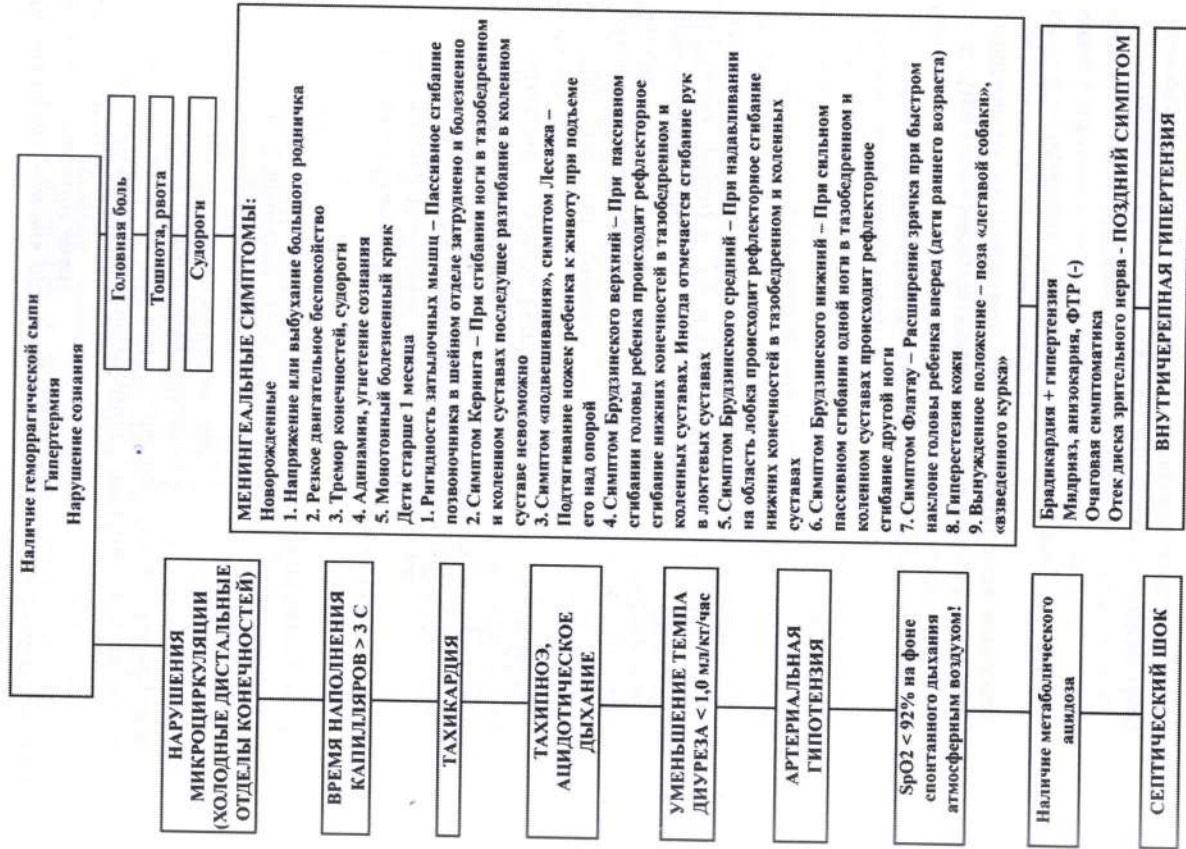 Наличие геморрагической сыпи
Гипертермия
Нарушение сознания
НАРУШЕНИЯ
МИКРОЦИРКУЛЯЦИИ
(ХОЛОДНЫЕ ДИСТАЛЬНЫЕ
ОТДЕЛЫ КОНЕЧНОСТЕЙ)
ВРЕМЯ НАПОЛНЕНИЯ
КАПИЛЛЯРОВ > 3 С
ТАХИКАРДИЯ
ТАХИПНОЭ,
АЦИДОТИЧЕСКОЕ
ДЫХАНИЕ
УМЕНЬШЕНИЕ ТЕМПА
ДИУРЕЗА < 1,0 мл/кг/час
АРТЕРИАЛЬНАЯ
ГИПОТЕНЗИЯ
SpO2 < 92% на фоне
спонтанного дыхания
атмосферным воздухом!
Наличие метаболического
ацидоза
СЕПТИЧЕСКИЙ ШОК
Головная боль
Тошнота, рвота
Судороги
МЕНИНГЕАЛЬНЫЕ СИМПТОМЫ:
Новорожденные
1. Напряжение или выбухание большого родничка
2. Резкое двигательное беспокойство
3. Тремор конечностей, судороги
4. Адинамия, угнетение сознания
5. Монотонный болезненный крик
Дети старше 1 месяца
1. Ригидность затылочных мышц – Пассивное сгибание
позвоночника в шейном отделе затруднено и болезненно
2. Симптом Кернига – При сгибании ноги в тазобедренном
и коленном суставах последующее разгибание в коленном
суставе невозможно
3. Симптом «подвешивания», симптом Лесажа –
Подтягивание ножек ребенка к животу при подъеме
его над опорой
4. Симптом Брудзинского верхний – При пассивном
сгибании головы ребенка происходит рефлекторное
сгибание нижних конечностей в тазобедренном и
коленных суставах. Иногда отмечается сгибание рук
в локтевых суставах
5. Симптом Брудзинского средний – При надавливании
на область лобка происходит рефлекторное сгибание
нижних конечностей в тазобедренном и коленных
суставах
6. Симптом Брудзинского нижний – При сильном
пассивном сгибании одной ноги в тазобедренном и
коленном суставах происходит рефлекторние
сгибание другой ноги
7. Симптом Флатау – Расширение зрачка при быстром
наклоне головы ребенка вперед (дети раннего возраста)
8. Гиперестезия кожи
9. Вынужденное положение – поза «легавой собаки»,
«взведенного курка»
Брадикардия + гипертензия
Мидриаз, анизокария, ФТР (-)
Очаговая симптоматика
Отек диска зрительного нерва - ПОЗДНИЙ СИМПТОМ
ВНУТРИЧЕРЕПНАЯ ГИПЕРТЕНЗИЯ